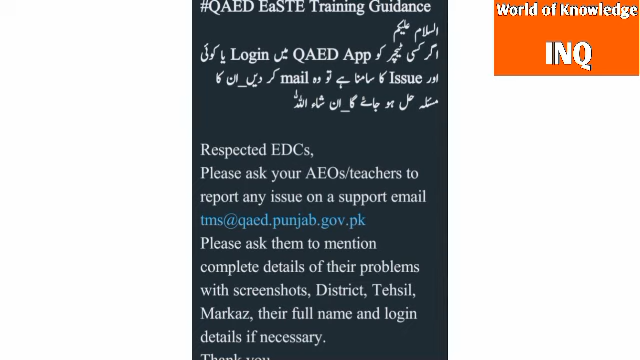 #QAED EaSTE Training Guidance
السلام علیکم
اگر کسی ٹیچر کو QAED App میں Login یا کوئی
اور Issue کا سامنا ہے تو وہ mail کر دیں_ان کا
مسئلہ حل ہو جائے گا_ان شاء اللہ
Respected EDCs,
Please ask your AEOs/teachers to
report any issue on a support email
tms@qaed.punjab.gov.pk
Please ask them to mention
complete details of their problems
with screenshots, District, Tehsil,
Markaz, their full name and login
details if necessary.
Thank you
World of Knowledge
INQ